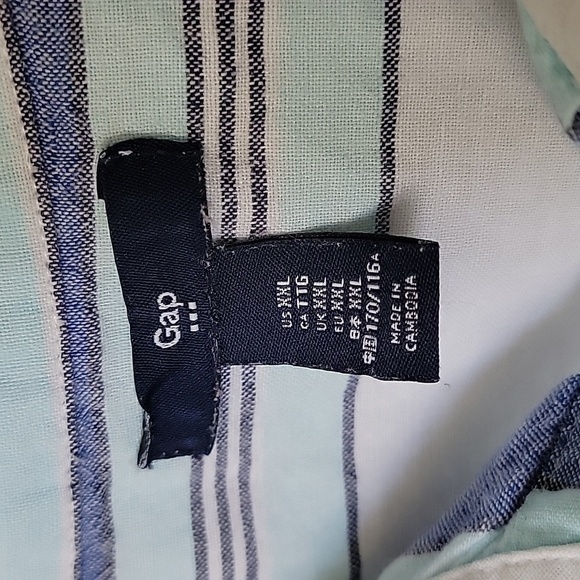 Gap
US XXL
CA TTG
UK XXL
EU XXL
日本 XXL
中国 170/116A
MADE IN
CAMBODIA